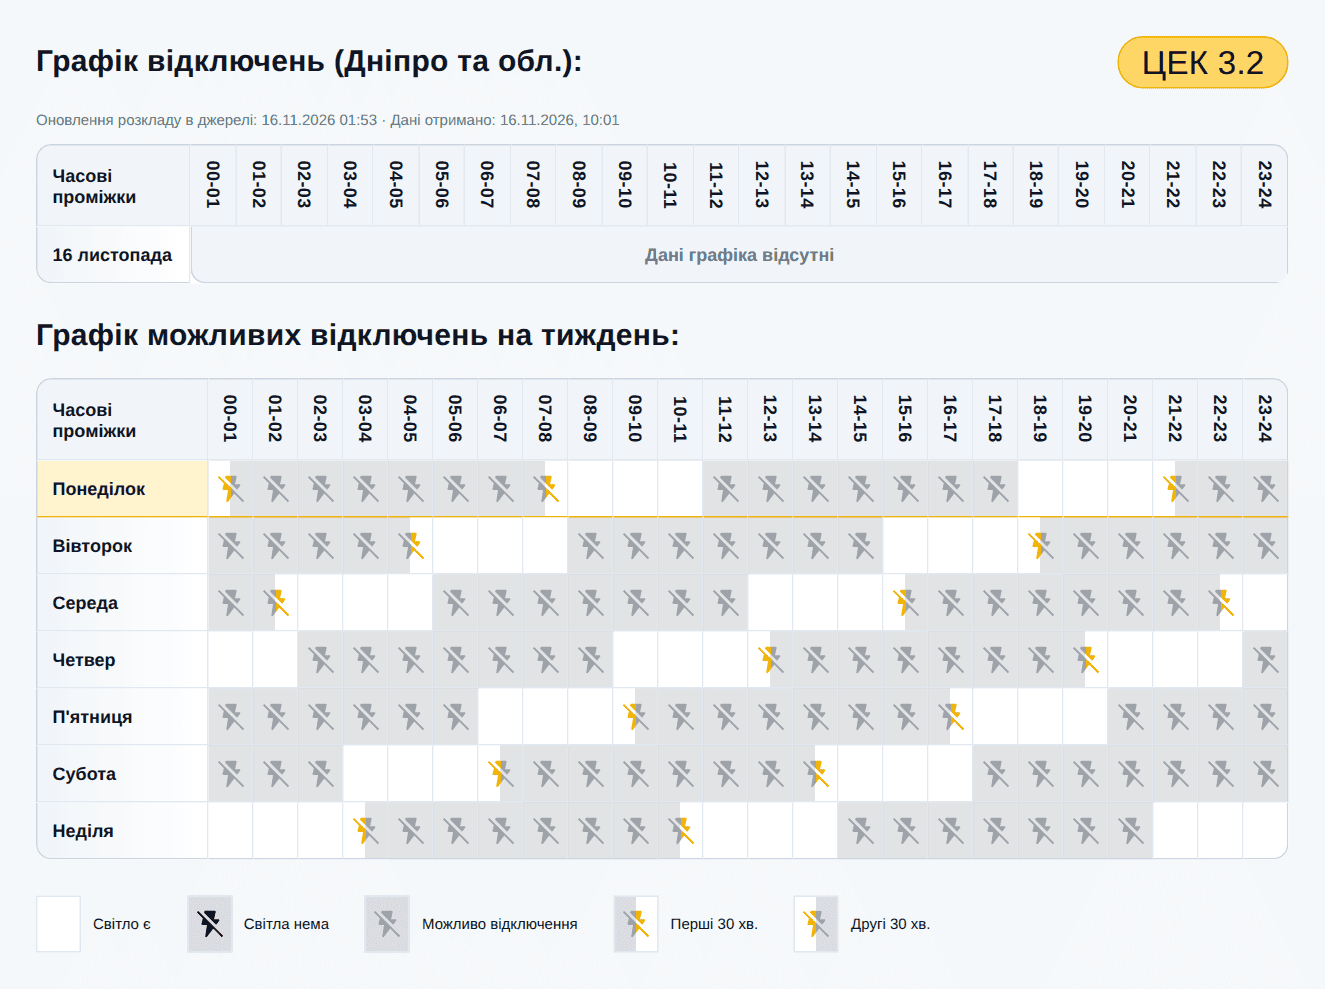 Графік відключень (Дніпро та обл.):
ЦЕК 3.2
Оновлення розкладу в джерелі: 16.11.2026 01:53 · Дані отримано: 16.11.2026, 10:01
Часові проміжки 00-01 01-02 02-03 03-04 04-05 05-06 06-07 07-08 08-09 09-10 10-11 11-12 12-13 13-14 14-15 15-16 16-17 17-18 18-19 19-20 20-21 21-22 22-23 23-24
16 листопада Дані графіка відсутні
Графік можливих відключень на тиждень:
Часові проміжки 00-01 01-02 02-03 03-04 04-05 05-06 06-07 07-08 08-09 09-10 10-11 11-12 12-13 13-14 14-15 15-16 16-17 17-18 18-19 19-20 20-21 21-22 22-23 23-24
Понеділок
Вівторок
Середа
Четвер
П'ятниця
Субота
Неділя
Світло є Світла нема Можливо відключення Перші 30 хв. Другі 30 хв.